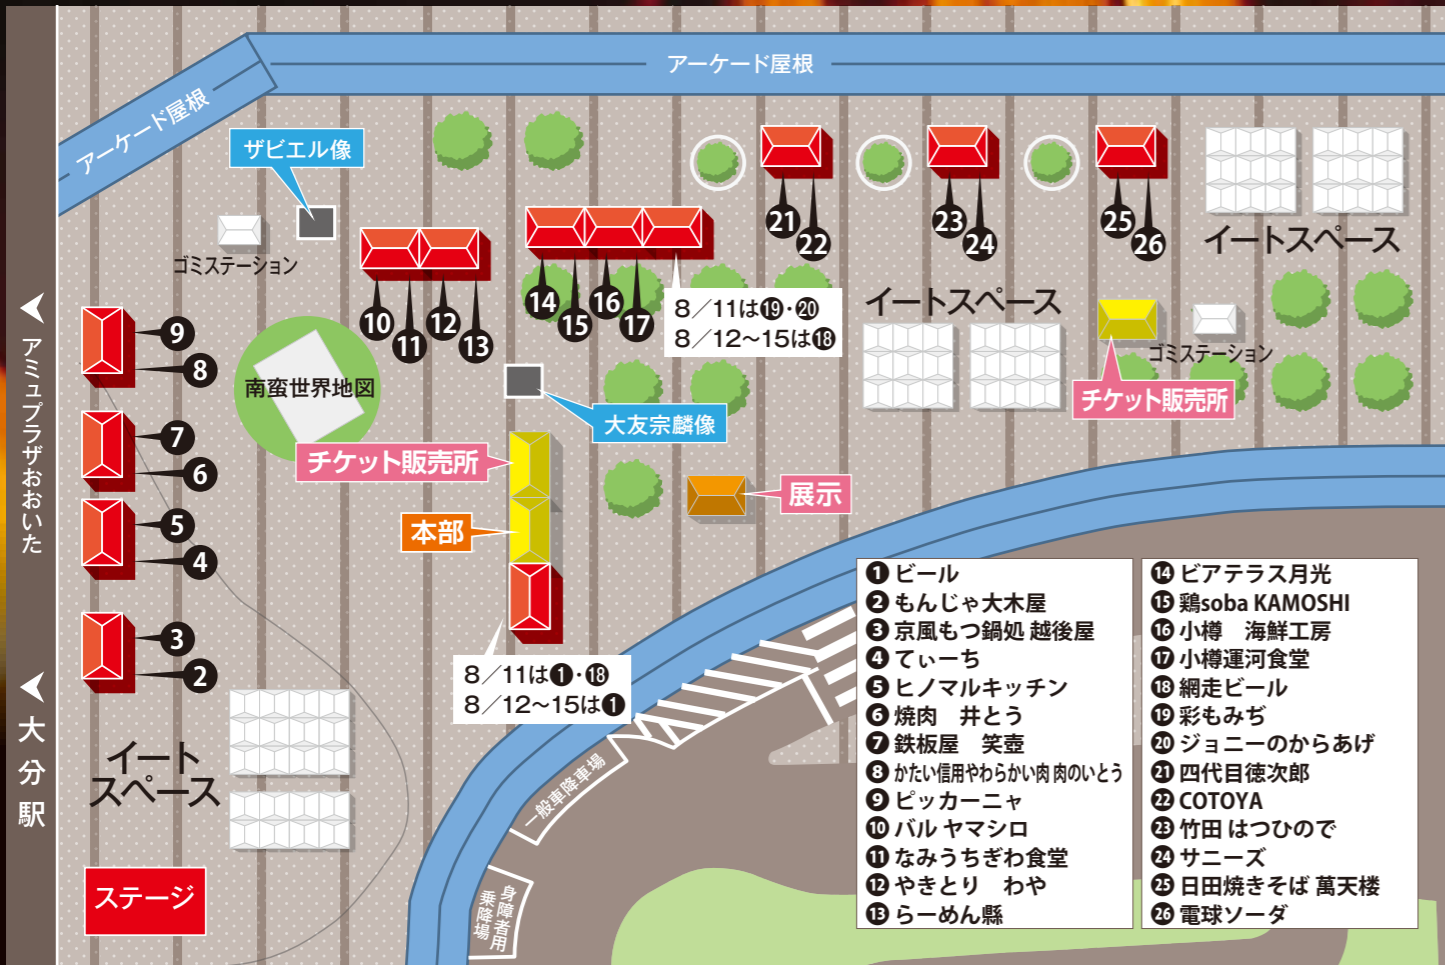 アーケード屋根
アーケード屋根
ザビエル像
ゴミステーション
21
22
23
24
25
26
イートスペース
10
11
12
13
14
15
16
17
8／11は⑲・⑳
8／12〜15は⑱
イートスペース
ゴミステーション
チケット販売所
アミュプラザおおいた
9
8
7
6
5
4
3
2
南蛮世界地図
大友宗麟像
チケット販売所
本部
展示
8／11は❶・⑱
8／12〜15は❶
大分駅
イート
スペース
ステージ
一般車降車場
身障者用
乗降場
❶ ビール
❷ もんじゃ大木屋
❸ 京風もつ鍋処 越後屋
❹ てぃーち
❺ ヒノマルキッチン
❻ 焼肉　井とう
❼ 鉄板屋　笑壺
❽ かたい信用やわらかい肉 肉のいとう
❾ ピッカーニャ
❿ バル ヤマシロ
⓫ なみうちぎわ食堂
⓬ やきとり　わや
⓭ らーめん縣
⓮ ビアテラス月光
⓯ 鶏soba KAMOSHI
⓰ 小樽　海鮮工房
⓱ 小樽運河食堂
⓲ 網走ビール
⓳ 彩もみぢ
⓴ ジョニーのからあげ
㉑ 四代目徳次郎
㉒ COTOYA
㉓ 竹田 はつひので
㉔ サニーズ
㉕ 日田焼きそば 萬天楼
㉖ 電球ソーダ